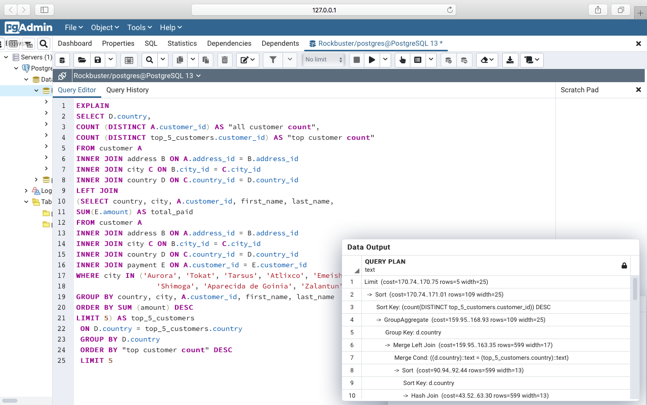 127.0.0.1
pgAdmin File Object Tools Help
Dashboard Properties SQL Statistics Dependencies Dependents Rockbuster/postgres@PostgreSQL 13 *
Servers (1)
No limit
Rockbuster/postgres@PostgreSQL 13
Query Editor Query History Scratch Pad
1 EXPLAIN
2 SELECT D.country,
3 COUNT (DISTINCT A.customer_id) AS "all customer count",
4 COUNT (DISTINCT top_5_customers.customer_id) AS "top customer count"
5 FROM customer A
6 INNER JOIN address B ON A.address_id = B.address_id
7 INNER JOIN city C ON B.city_id = C.city_id
8 INNER JOIN country D ON C.country_id = D.country_id
9 LEFT JOIN
10 (SELECT country, city, A.customer_id, first_name, last_name,
11 SUM(E.amount) AS total_paid
12 FROM customer A
13 INNER JOIN address B ON A.address_id = B.address_id
14 INNER JOIN city C ON B.city_id = C.city_id
15 INNER JOIN country D ON C.country_id = D.country_id
16 INNER JOIN payment E ON A.customer_id = E.customer_id
17 WHERE city IN ('Aurora', 'Tokat', 'Tarsus', 'Atlixco', 'Emeish
18 'Shimoga', 'Aparecida de Goinia', 'Zalantun'
19 GROUP BY country, city, A.customer_id, first_name, last_name
20 ORDER BY SUM (amount) DESC
21 LIMIT 5) AS top_5_customers
22 ON D.country = top_5_customers.country
23 GROUP BY D.country
24 ORDER BY "top customer count" DESC
25 LIMIT 5
Postgre
Data
Log
Tab
Data Output
QUERY PLAN
text
1 Limit (cost=170.74..170.75 rows=5 width=25)
2 -> Sort (cost=170.74..171.01 rows=109 width=25)
3 Sort Key: (count(DISTINCT top_5_customers.customer_id)) DESC
4 -> GroupAggregate (cost=159.95..168.93 rows=109 width=25)
5 Group Key: d.country
6 -> Merge Left Join (cost=159.95..163.35 rows=599 width=17)
7 Merge Cond: ((d.country)::text = (top_5_customers.country)::text)
8 -> Sort (cost=90.94..92.44 rows=599 width=13)
9 Sort Key: d.country
10 -> Hash Join (cost=43.52..63.30 rows=599 width=13)